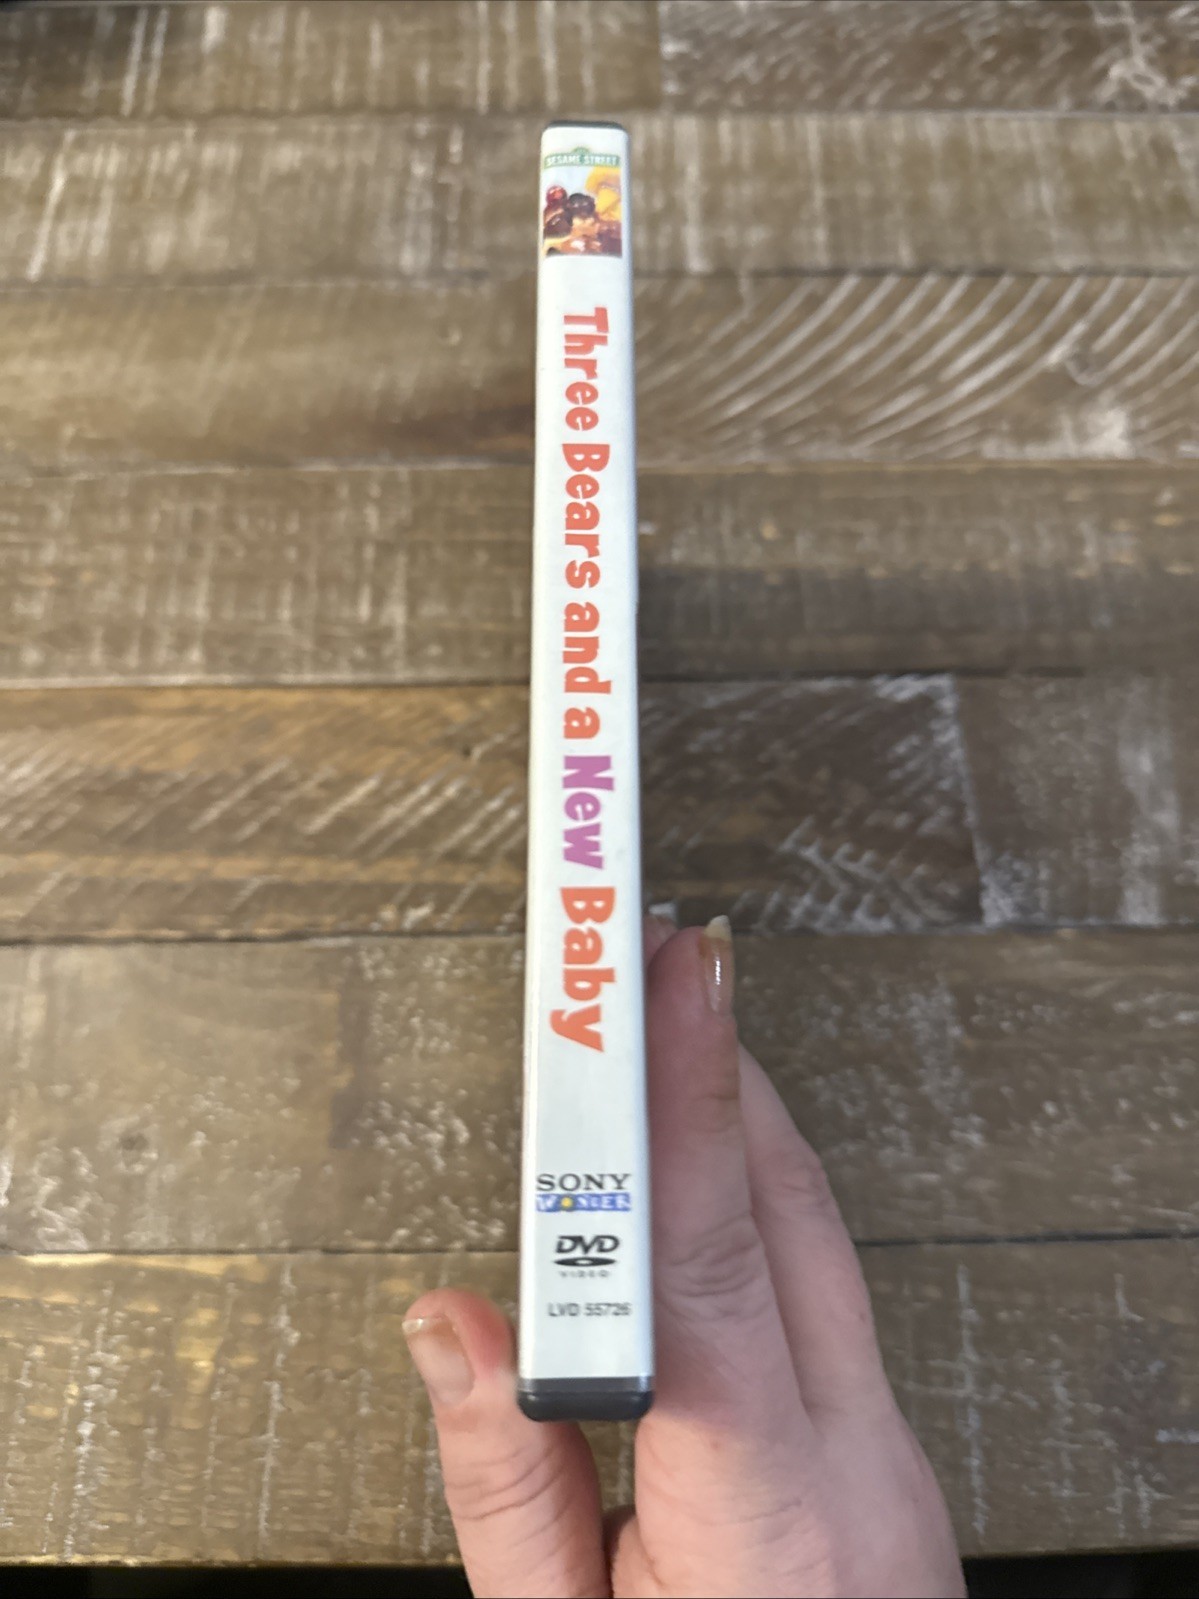 SESAME STREET
Three Bears and a New Baby
SONY
WONDER
DVD
VIDEO
LVD 55726